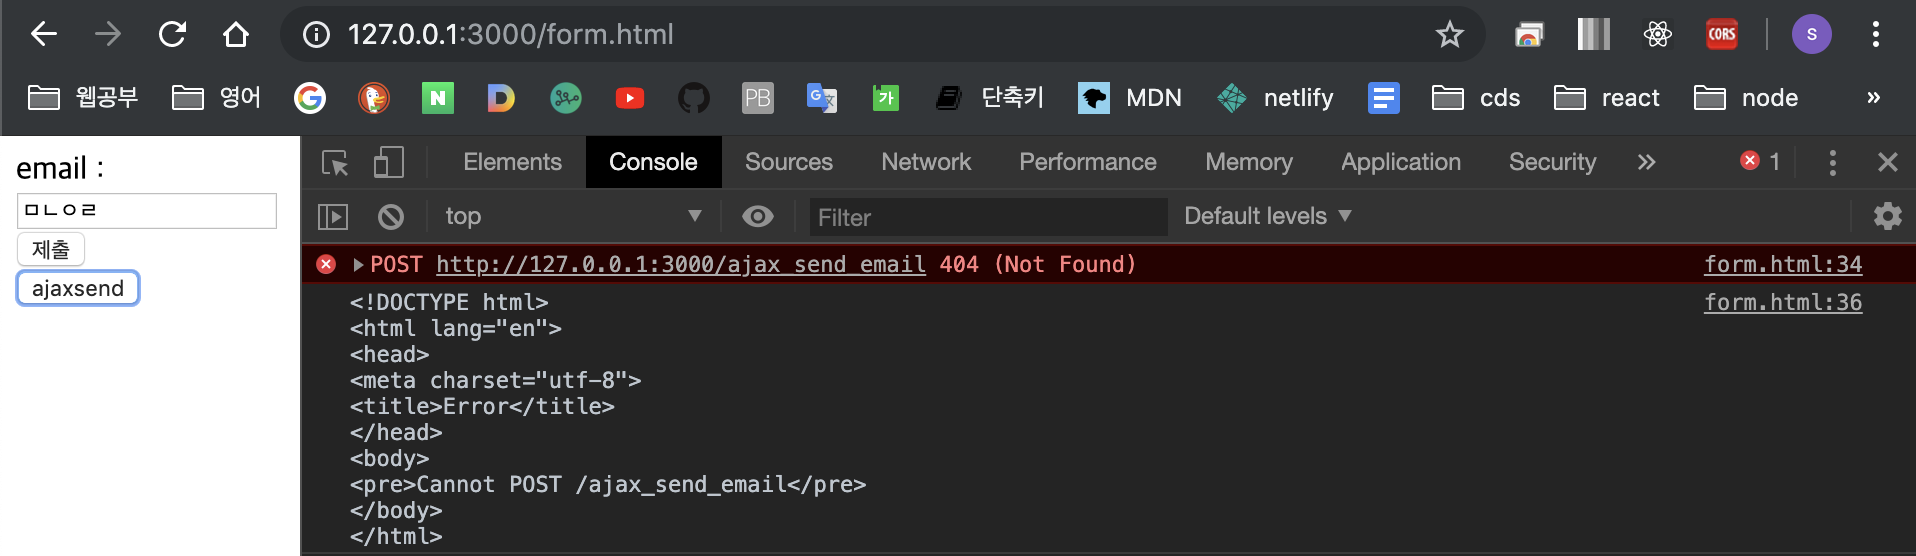 127.0.0.1:3000/form.html
CORS
s
웹공부 영어 G N D PB G 가 단축키 MDN netlify cds react node »
email :
ㅁㄴㅇㄹ
제출
ajaxsend
Elements Console Sources Network Performance Memory Application Security » 1
top Filter Default levels
POST http://127.0.0.1:3000/ajax_send_email 404 (Not Found) form.html:34
<!DOCTYPE html> form.html:36
<html lang="en">
<head>
<meta charset="utf-8">
<title>Error</title>
</head>
<body>
<pre>Cannot POST /ajax_send_email</pre>
</body>
</html>